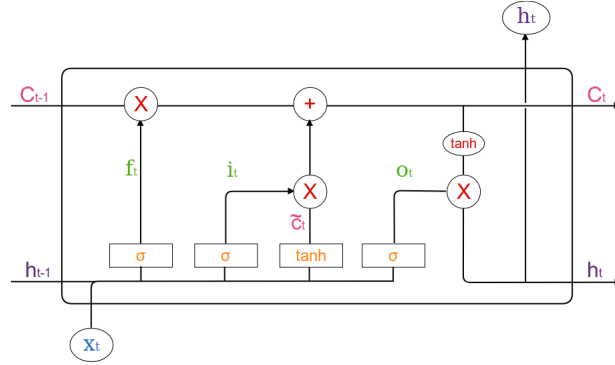 hₜ
Cₜ₋₁
X
+
Cₜ
tanh
fₜ
iₜ
X
oₜ
X
c̃ₜ
σ
σ
tanh
σ
hₜ₋₁
hₜ
xₜ